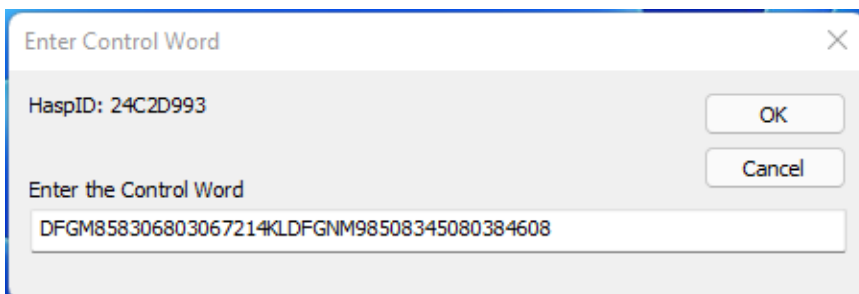 Enter Control Word
HaspID: 24C2D993
OK
Cancel
Enter the Control Word
DFGM858306803067214KLDFGNM98508345080384608